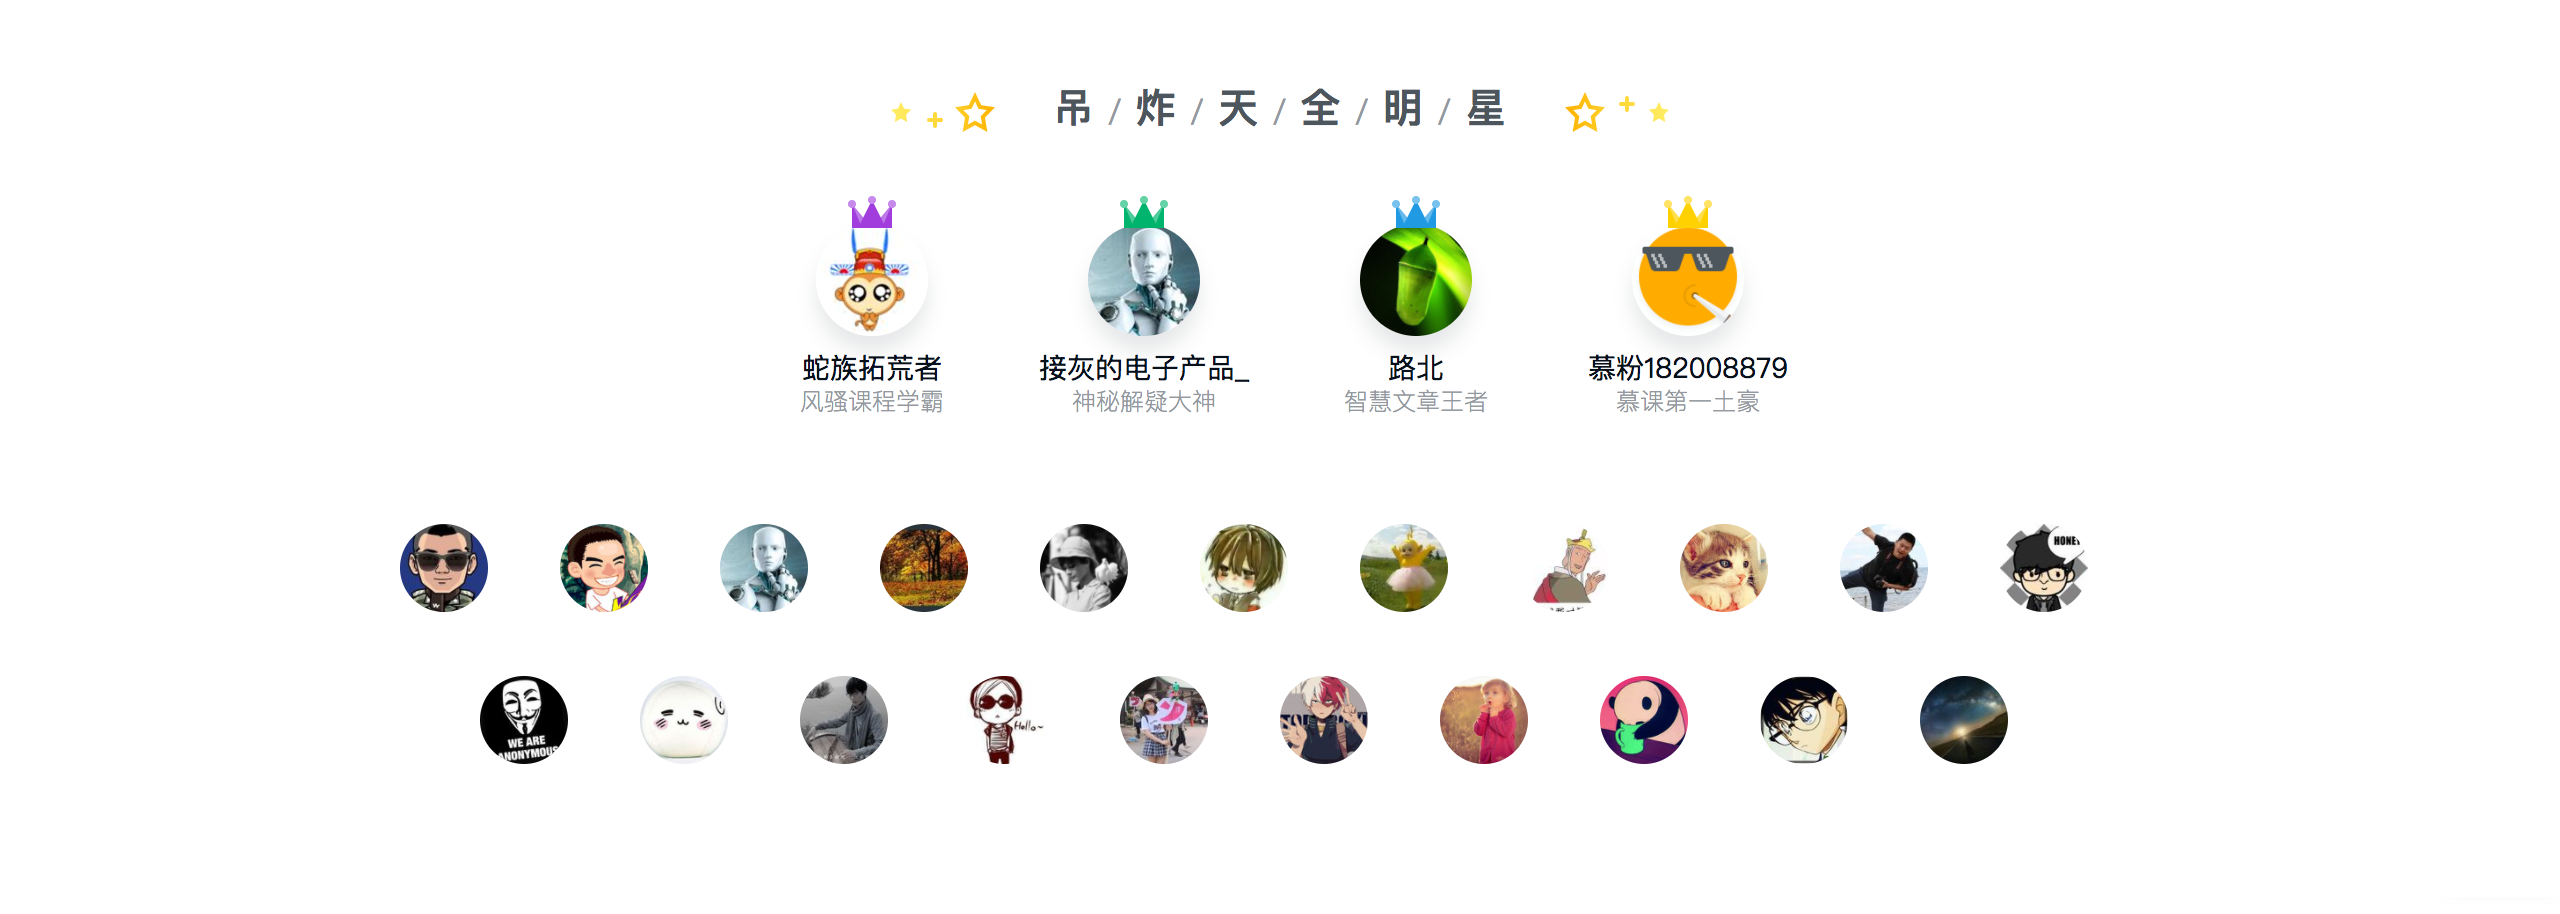 吊 / 炸 / 天 / 全 / 明 / 星
蛇族拓荒者
风骚课程学霸
接灰的电子产品_
神秘解疑大神
路北
智慧文章王者
慕粉182008879
慕课第一土豪
HONEY
WE ARE
ANONYMOUS
Hello~